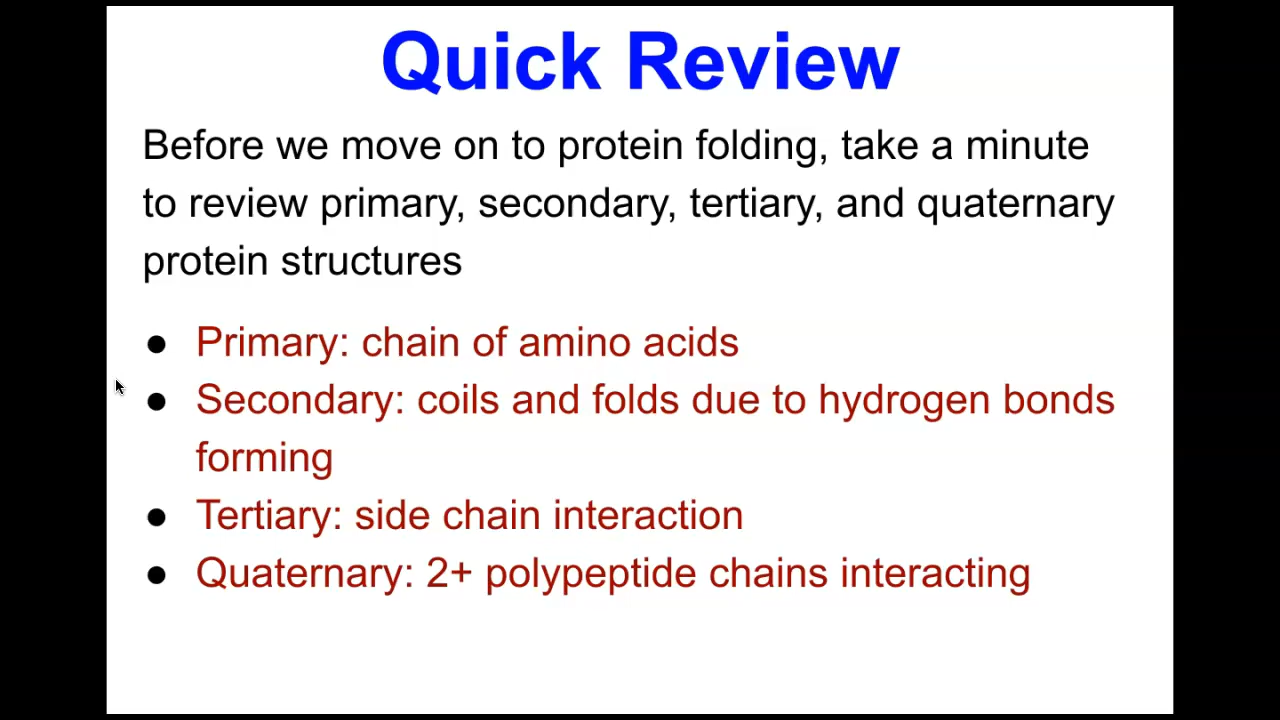 Quick Review
Before we move on to protein folding, take a minute
to review primary, secondary, tertiary, and quaternary
protein structures
● Primary: chain of amino acids
● Secondary: coils and folds due to hydrogen bonds
forming
● Tertiary: side chain interaction
● Quaternary: 2+ polypeptide chains interacting